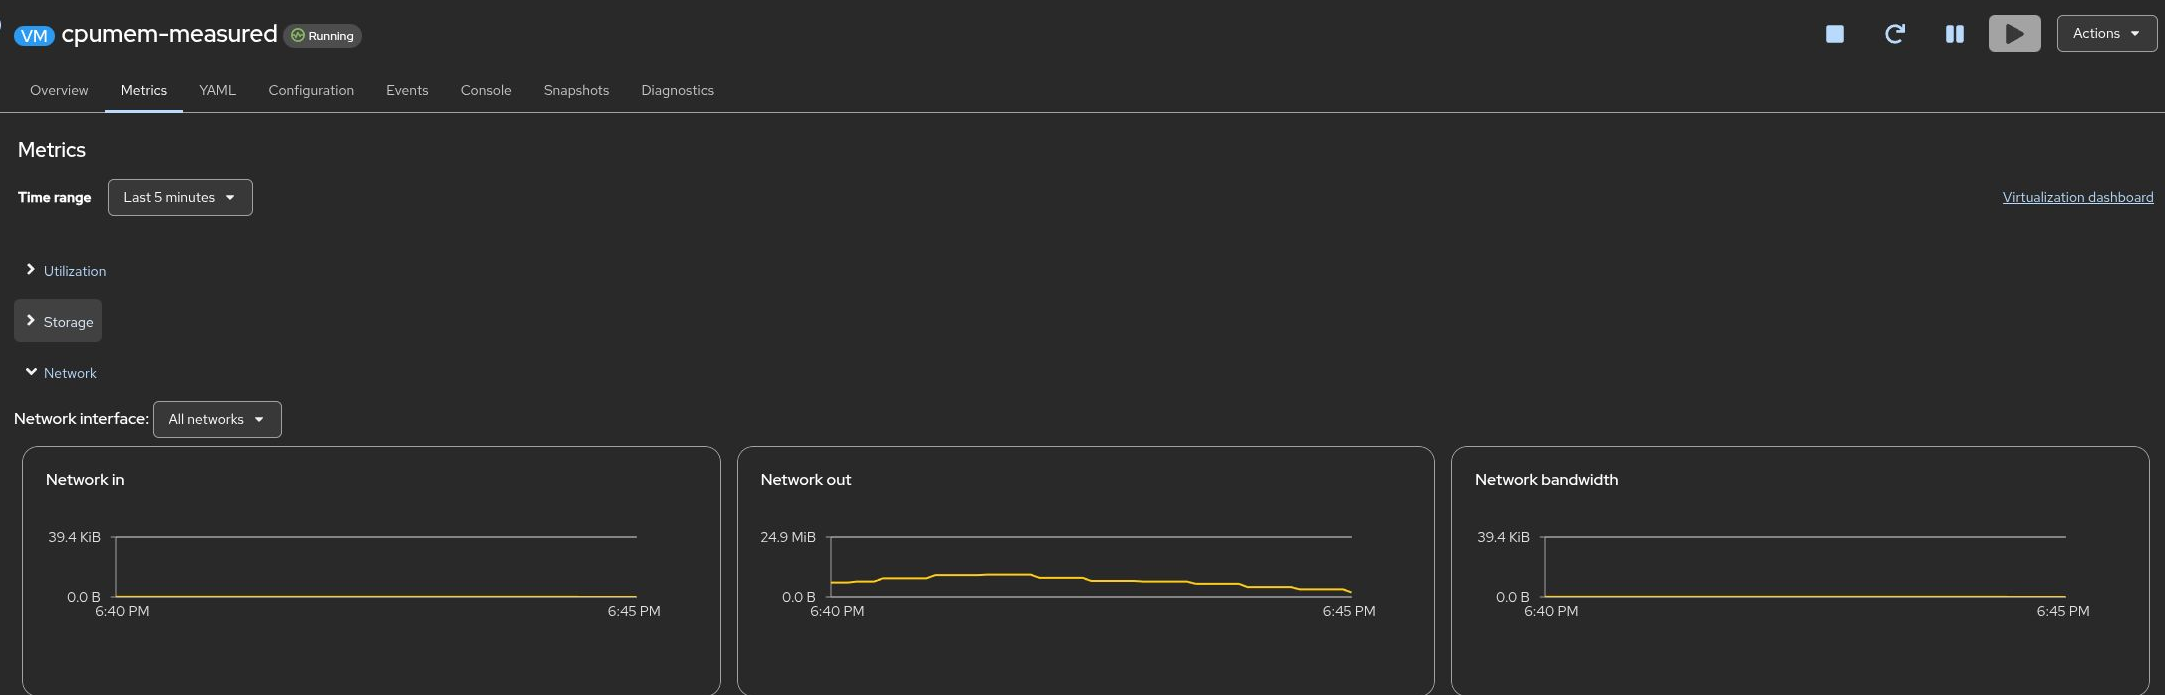 VM cpumem-measured Running
Actions
Overview Metrics YAML Configuration Events Console Snapshots Diagnostics
Metrics
Time range Last 5 minutes
Virtualization dashboard
Utilization
Storage
Network
Network interface: All networks
Network in
39.4 KiB
0.0 B
6:40 PM 6:45 PM
Network out
24.9 MiB
0.0 B
6:40 PM 6:45 PM
Network bandwidth
39.4 KiB
0.0 B
6:40 PM 6:45 PM